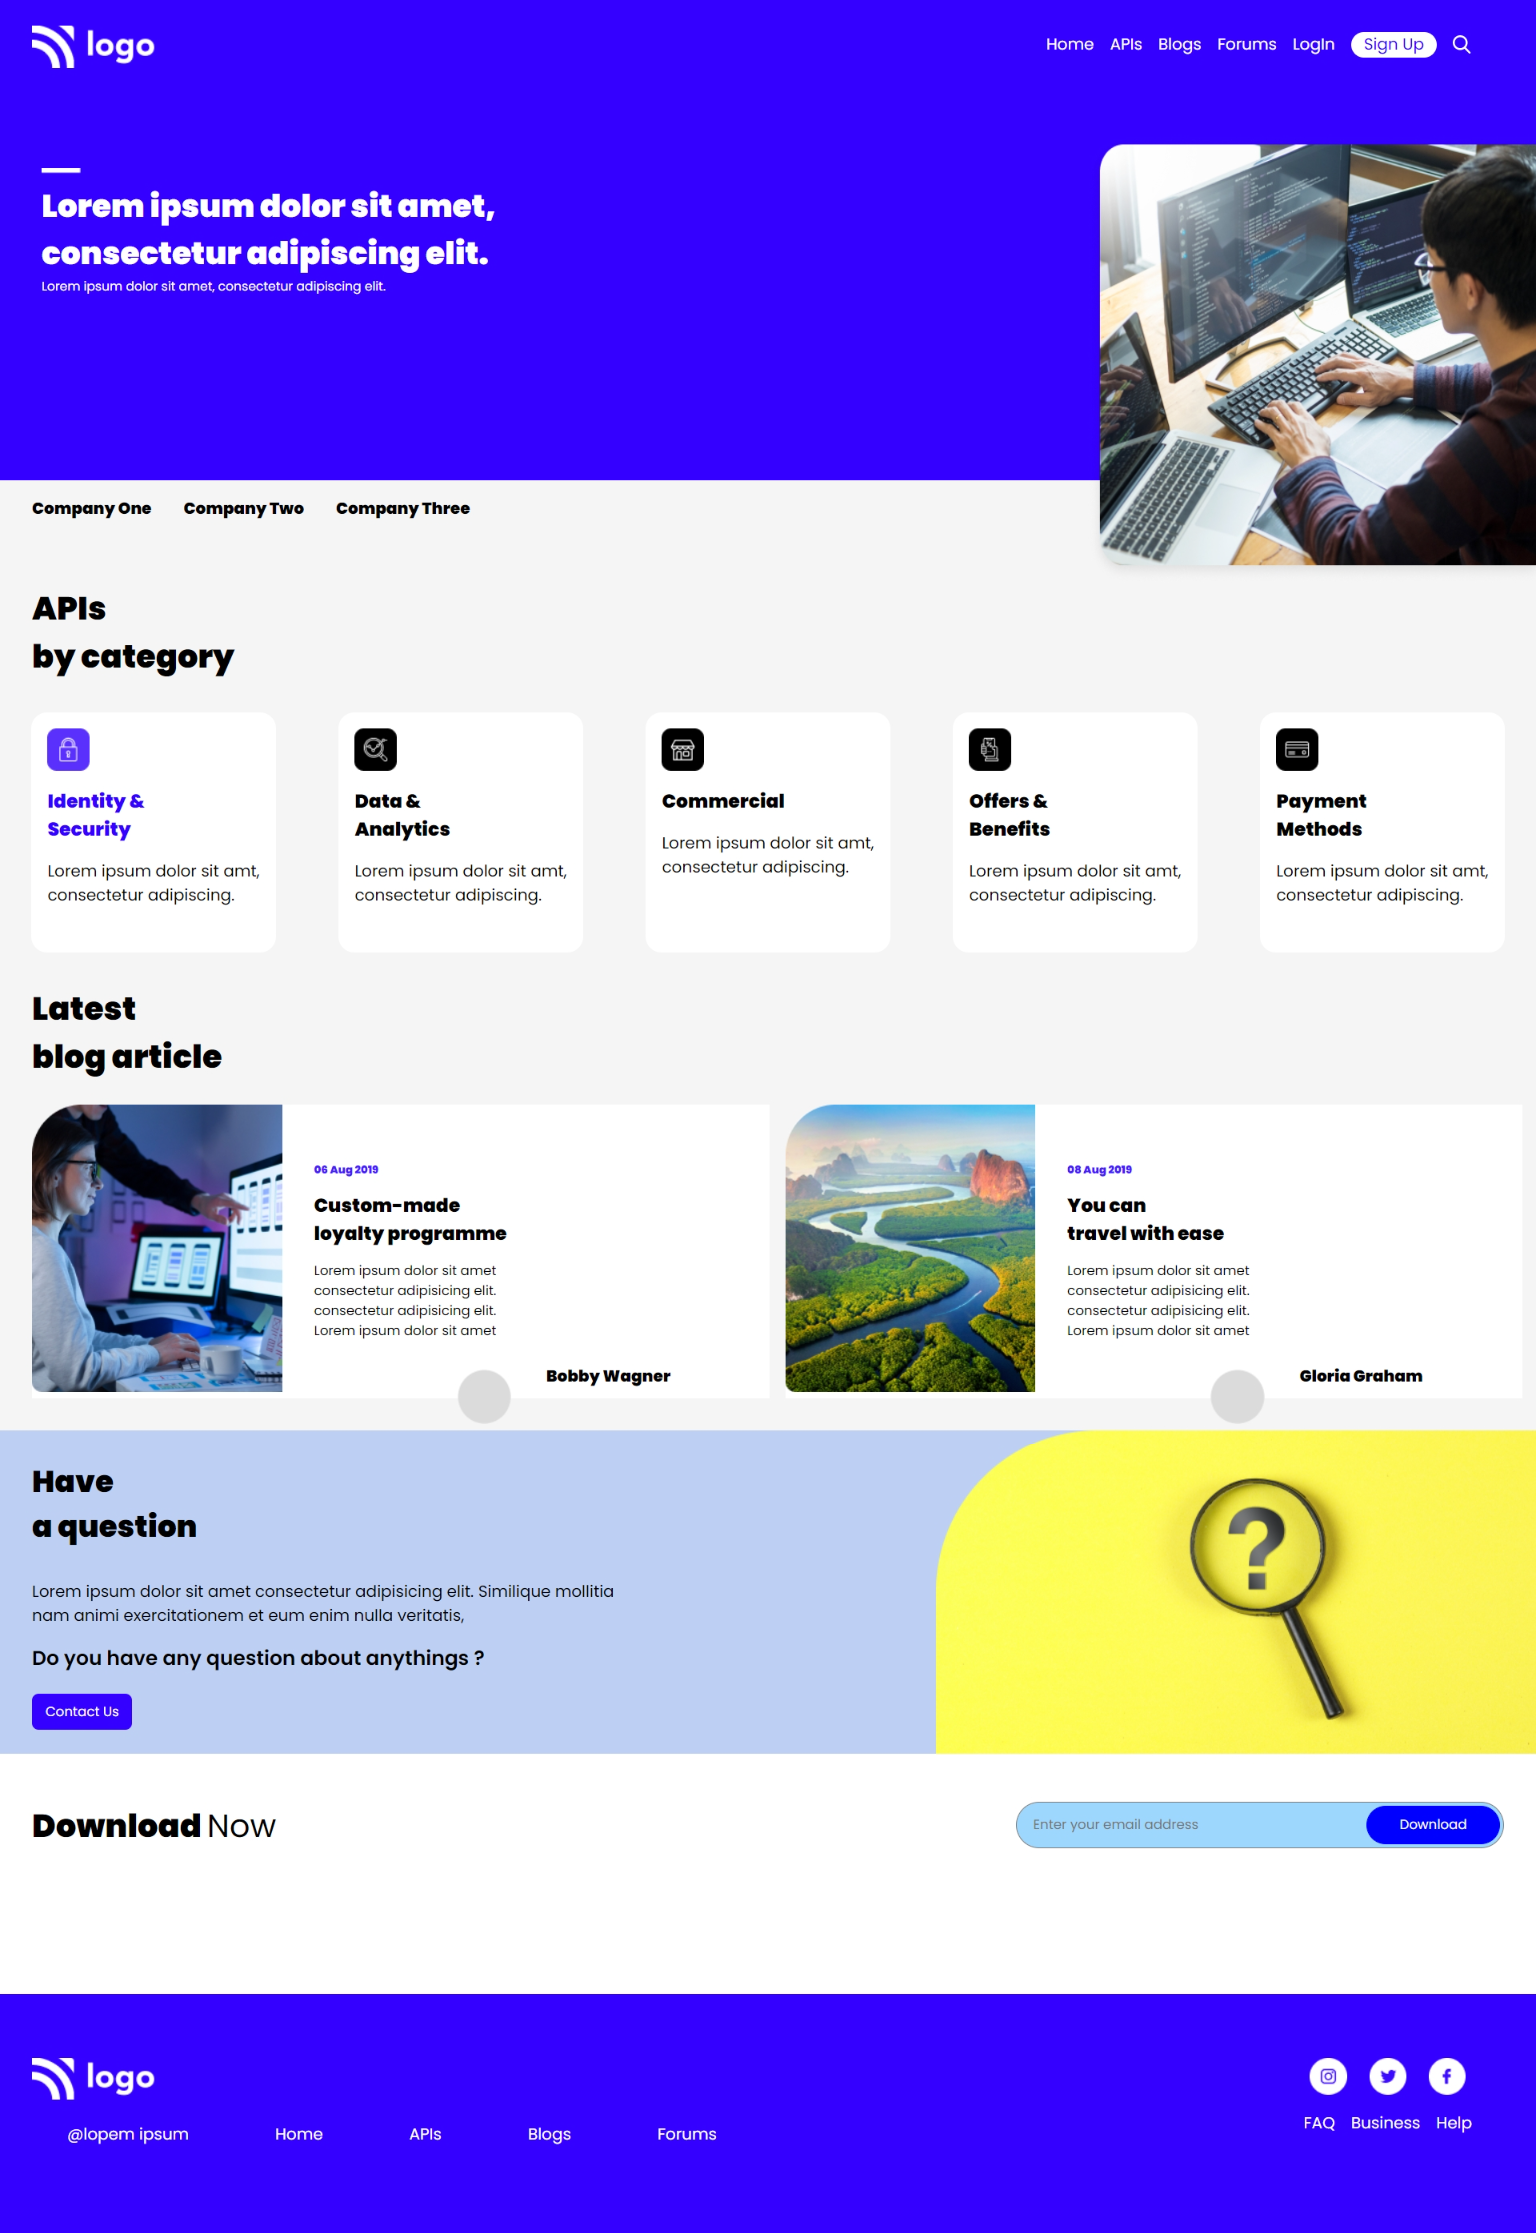 logo
Home APIs Blogs Forums LogIn Sign Up
Lorem ipsum dolor sit amet,
consectetur adipiscing elit.
Lorem ipsum dolor sit amet, consectetur adipiscing elit.
Company One Company Two Company Three
APIs
by category
Identity &
Security
Lorem ipsum dolor sit amt,
consectetur adipiscing.
Data &
Analytics
Lorem ipsum dolor sit amt,
consectetur adipiscing.
Commercial
Lorem ipsum dolor sit amt,
consectetur adipiscing.
Offers &
Benefits
Lorem ipsum dolor sit amt,
consectetur adipiscing.
Payment
Methods
Lorem ipsum dolor sit amt,
consectetur adipiscing.
Latest
blog article
06 Aug 2019
Custom-made
loyalty programme
Lorem ipsum dolor sit amet
consectetur adipisicing elit.
consectetur adipisicing elit.
Lorem ipsum dolor sit amet
Bobby Wagner
08 Aug 2019
You can
travel with ease
Lorem ipsum dolor sit amet
consectetur adipisicing elit.
consectetur adipisicing elit.
Lorem ipsum dolor sit amet
Gloria Graham
Have
a question
Lorem ipsum dolor sit amet consectetur adipisicing elit. Similique mollitia
nam animi exercitationem et eum enim nulla veritatis,
Do you have any question about anythings ?
Contact Us
?
Download Now
Enter your email address
Download
logo
@lopem ipsum Home APIs Blogs Forums
FAQ Business Help